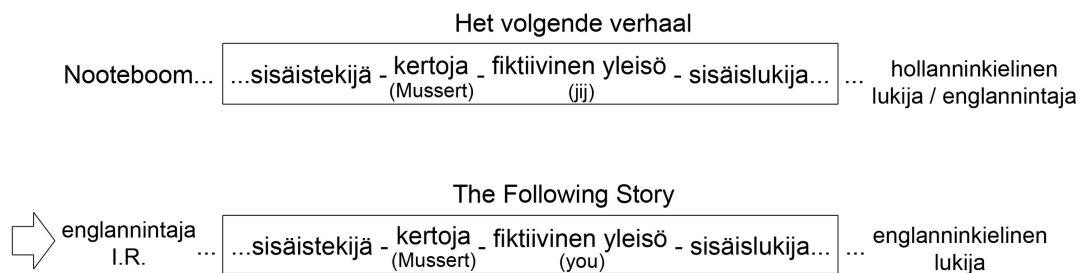 Het volgende verhaal
Nooteboom... ...sisäistekijä - kertoja - fiktiivinen yleisö - sisäislukija... ... hollanninkielinen
(Mussert) (jij) lukija / englannintaja
The Following Story
englannintaja ... ...sisäistekijä - kertoja - fiktiivinen yleisö - sisäislukija... ... englanninkielinen
I.R. (Mussert) (you) lukija